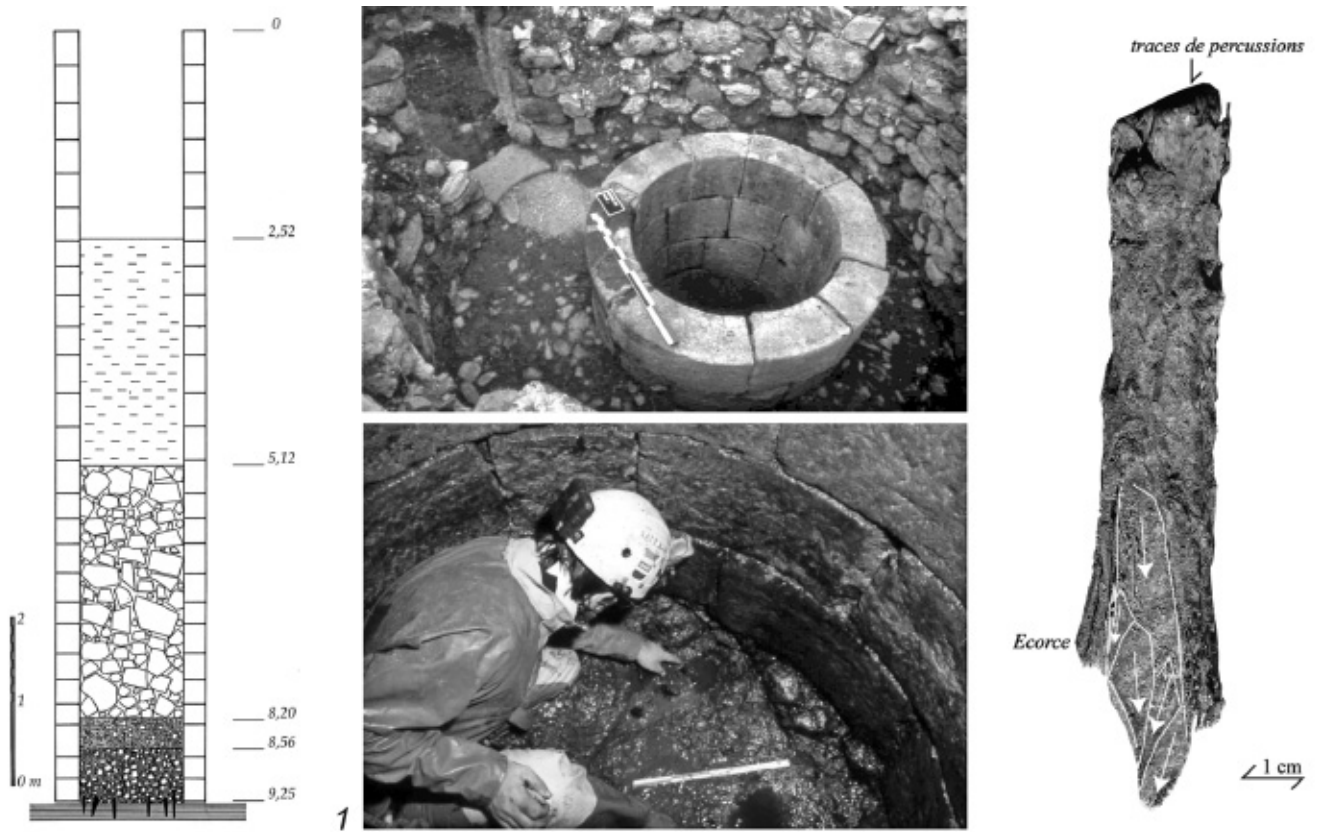 0
2,52
5,12
8,20
8,56
9,25
2
1
0 m
1
traces de percussions
Ecorce
1 cm